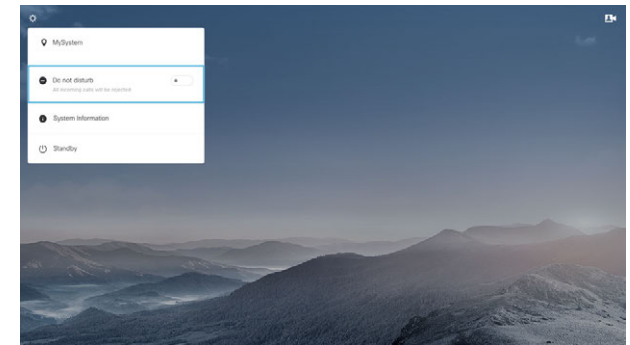 MySystem
Do not disturb
All incoming calls will be rejected
System Information
Standby